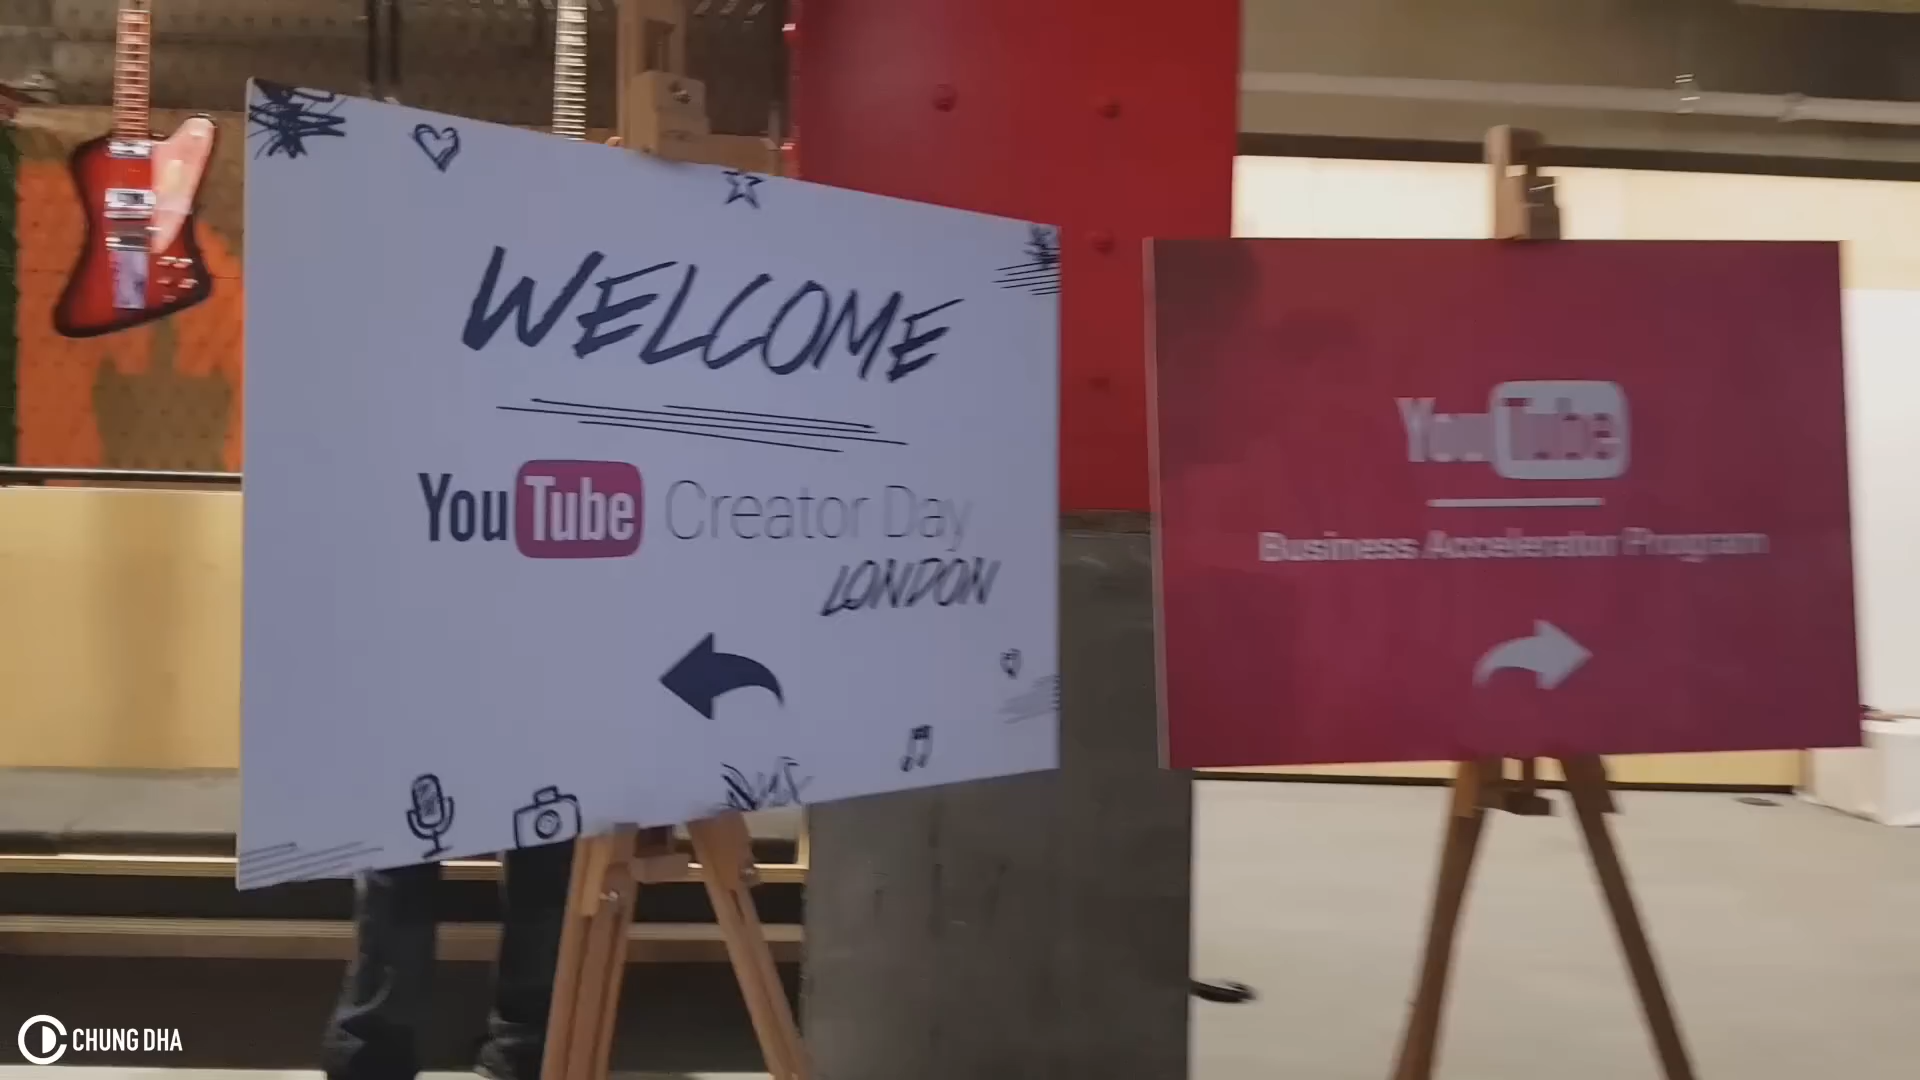 WELCOME
YouTube Creator Day
LONDON
YouTube
Business Accelerator Program
CHUNG DHA